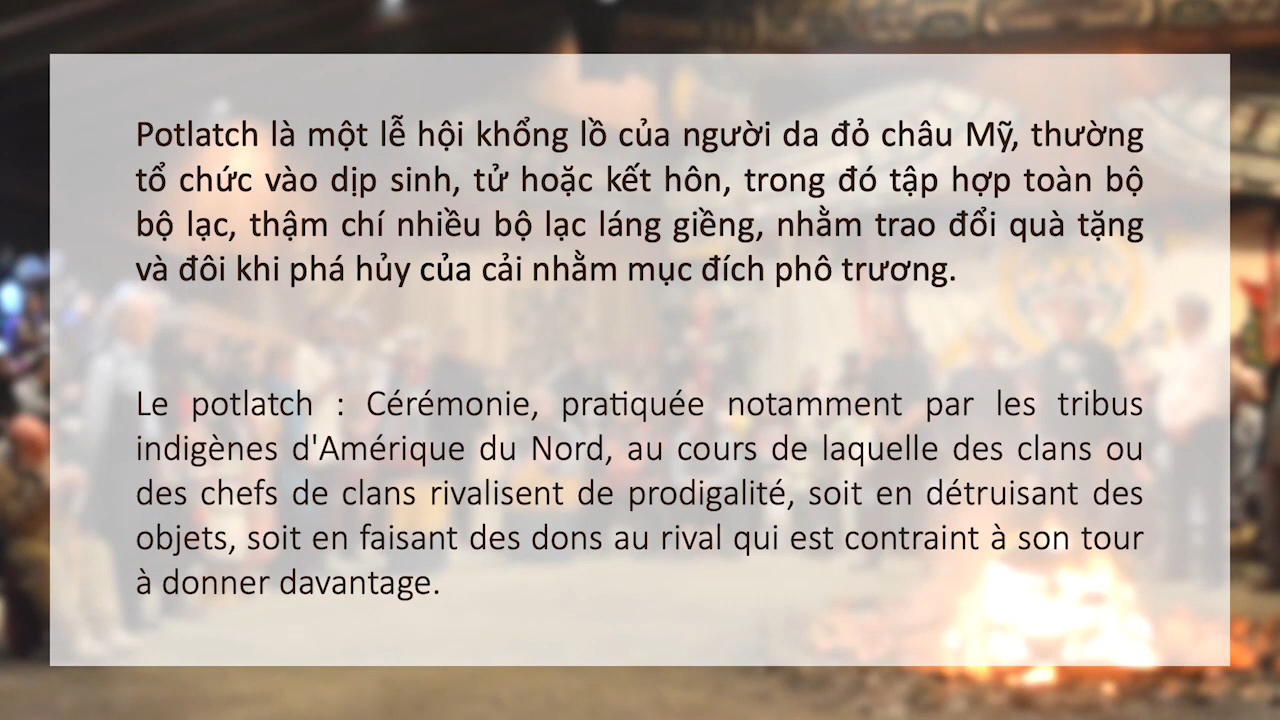 Potlatch là một lễ hội khổng lồ của người da đỏ châu Mỹ, thường
tổ chức vào dịp sinh, tử hoặc kết hôn, trong đó tập hợp toàn bộ
bộ lạc, thậm chí nhiều bộ lạc láng giềng, nhằm trao đổi quà tặng
và đôi khi phá hủy của cải nhằm mục đích phô trương.
Le potlatch : Cérémonie, pratiquée notamment par les tribus
indigènes d'Amérique du Nord, au cours de laquelle des clans ou
des chefs de clans rivalisent de prodigalité, soit en détruisant des
objets, soit en faisant des dons au rival qui est contraint à son tour
à donner davantage.